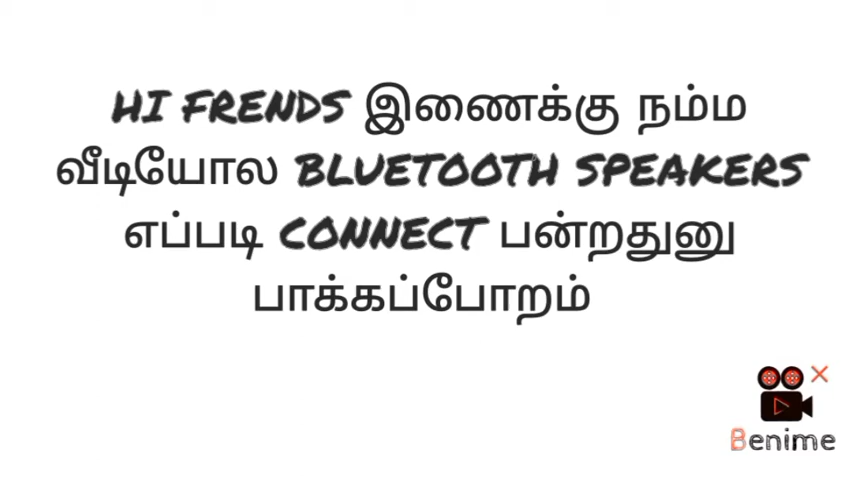 HI FRENDS இணைக்கு நம்ம
வீடியோல BLUETOOTH SPEAKERS
எப்படி CONNECT பன்றதுனு
பாக்கப்போறம்
Benime